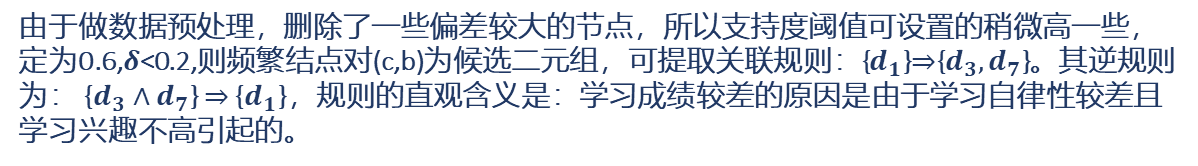 由于做数据预处理，删除了一些偏差较大的节点，所以支持度阈值可设置的稍微高一些，
定为0.6,δ<0.2,则频繁结点对(c,b)为候选二元组，可提取关联规则：{d₁}⇒{d₃, d₇}。其逆规则
为： {d₃ ∧ d₇} ⇒ {d₁}，规则的直观含义是：学习成绩较差的原因是由于学习自律性较差且
学习兴趣不高引起的。